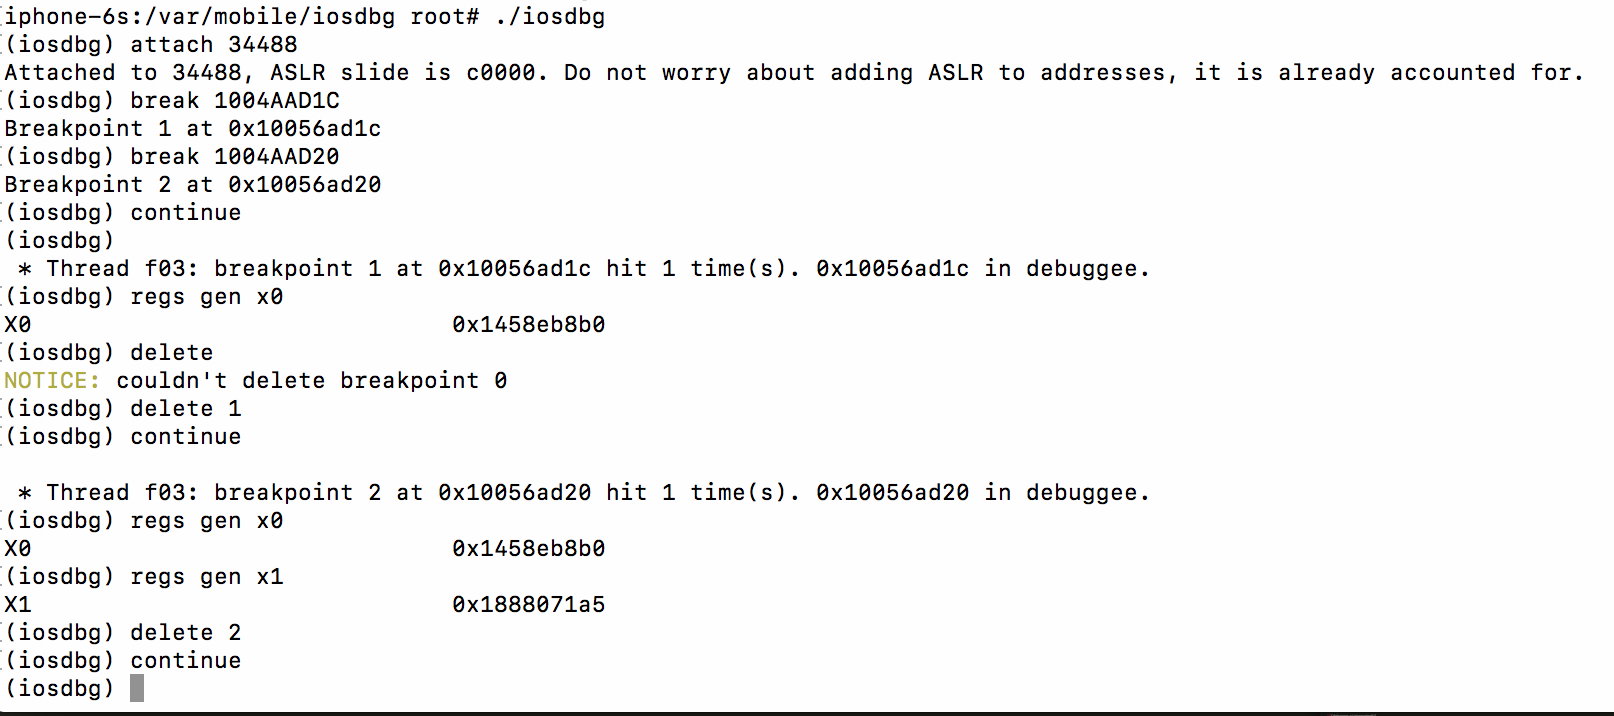 iphone-6s:/var/mobile/iosdbg root# ./iosdbg
(iosdbg) attach 34488
Attached to 34488, ASLR slide is c0000. Do not worry about adding ASLR to addresses, it is already accounted for.
(iosdbg) break 1004AAD1C
Breakpoint 1 at 0x10056ad1c
(iosdbg) break 1004AAD20
Breakpoint 2 at 0x10056ad20
(iosdbg) continue
(iosdbg)
 * Thread f03: breakpoint 1 at 0x10056ad1c hit 1 time(s). 0x10056ad1c in debuggee.
(iosdbg) regs gen x0
X0                              0x1458eb8b0
(iosdbg) delete
NOTICE: couldn't delete breakpoint 0
(iosdbg) delete 1
(iosdbg) continue

 * Thread f03: breakpoint 2 at 0x10056ad20 hit 1 time(s). 0x10056ad20 in debuggee.
(iosdbg) regs gen x0
X0                              0x1458eb8b0
(iosdbg) regs gen x1
X1                              0x1888071a5
(iosdbg) delete 2
(iosdbg) continue
(iosdbg)